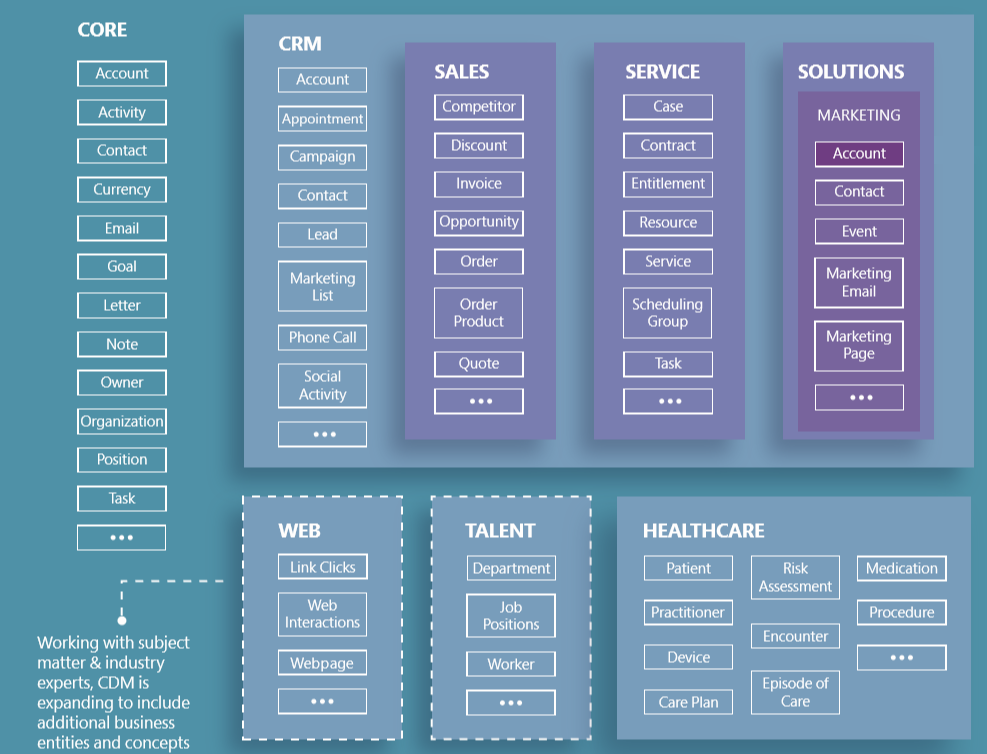 CORE
Account
Activity
Contact
Currency
Email
Goal
Letter
Note
Owner
Organization
Position
Task
•••
CRM
Account
Appointment
Campaign
Contact
Lead
Marketing
List
Phone Call
Social
Activity
•••
SALES
Competitor
Discount
Invoice
Opportunity
Order
Order
Product
Quote
•••
SERVICE
Case
Contract
Entitlement
Resource
Service
Scheduling
Group
Task
•••
SOLUTIONS
MARKETING
Account
Contact
Event
Marketing
Email
Marketing
Page
•••
WEB
Link Clicks
Web
Interactions
Webpage
•••
TALENT
Department
Job
Positions
Worker
•••
HEALTHCARE
Patient
Practitioner
Device
Care Plan
Risk
Assessment
Encounter
Episode of
Care
Medication
Procedure
•••
Working with subject
matter & industry
experts, CDM is
expanding to include
additional business
entities and concepts